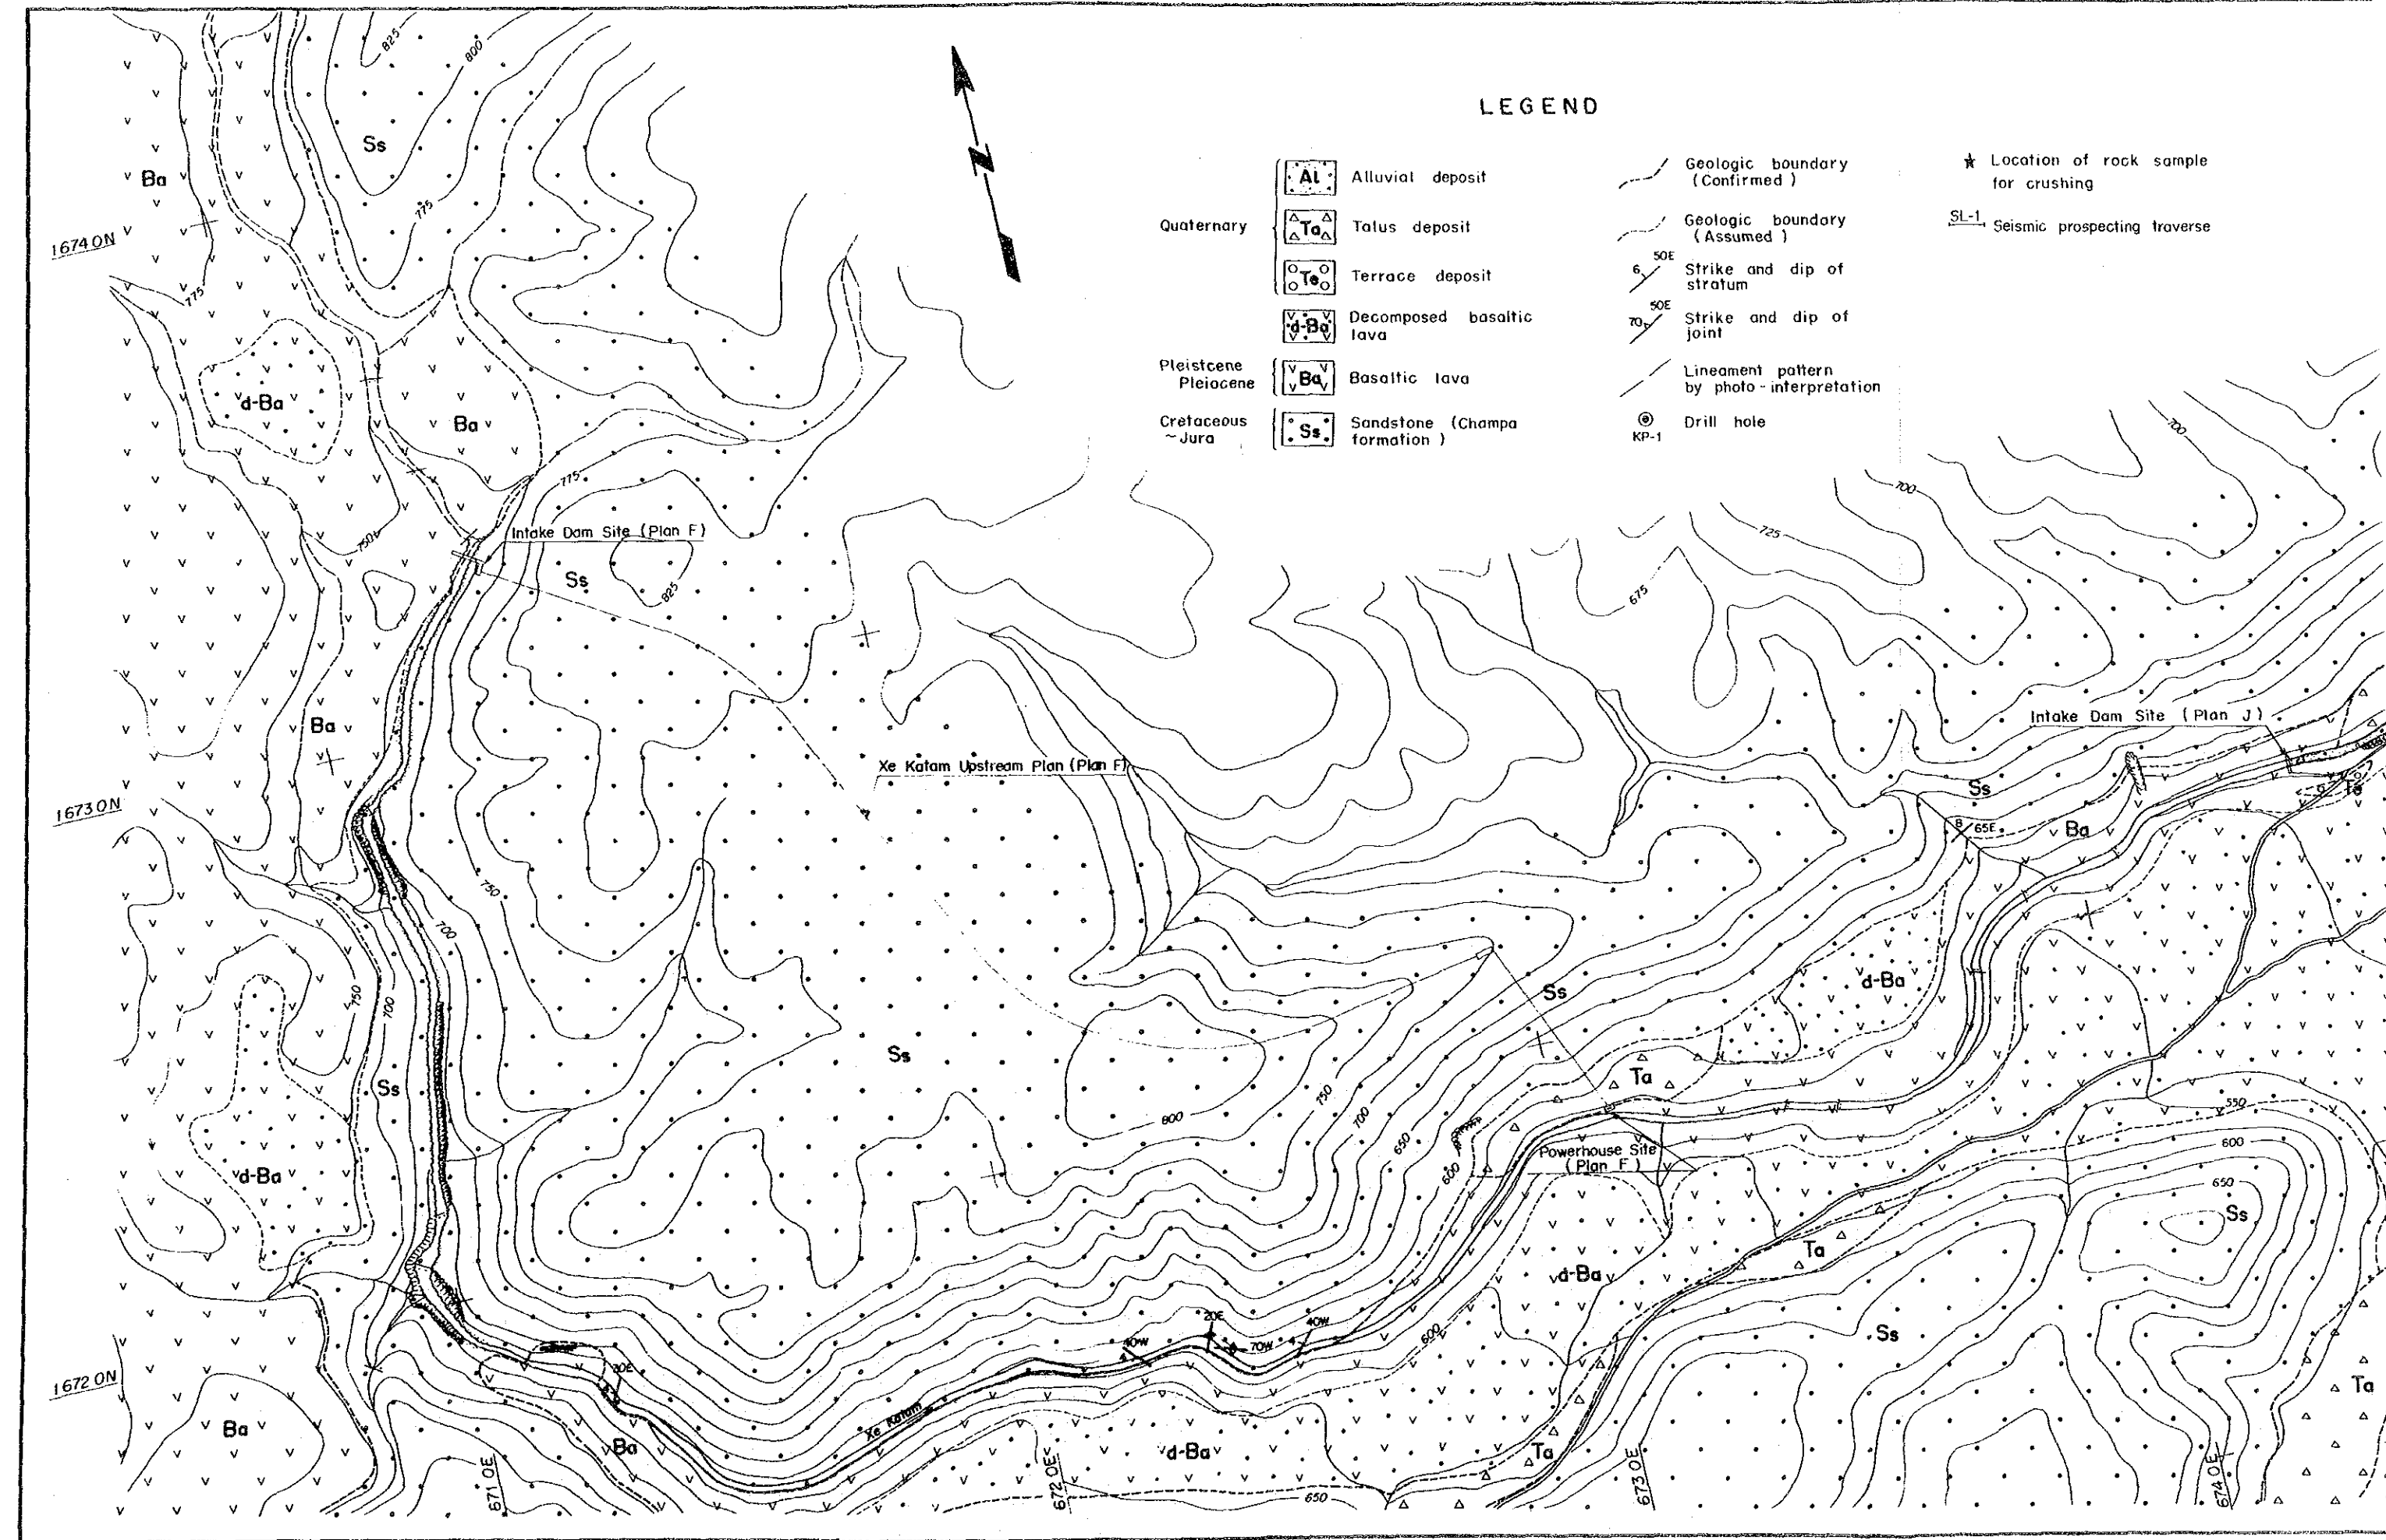 LEGEND
Quaternary
Al Alluvial deposit
Ta Talus deposit
Te Terrace deposit
d-Ba Decomposed basaltic
lava
Pleistcene
Pleiocene
Ba Basaltic lava
Cretaceous
~Jura
Ss Sandstone (Champa
formation )
Geologic boundary
(Confirmed )
Geologic boundary
( Assumed )
50E
6 Strike and dip of
stratum
50E
70 Strike and dip of
joint
Lineament pattern
by photo-interpretation
KP-1 Drill hole
Location of rock sample
for crushing
SL-1 Seismic prospecting traverse
N
825
800
Ss
Ba
775
1674 0N
775
d-Ba
Ba
775
750
Intake Dam Site (Plan F)
Ss
825
700
700
725
675
Ba
Intake Dam Site (Plan J)
Xe Katam Upstream Plan (Plan F)
1673 0N
Ss
Te
8 65E
Ba
750
700
750
700
d-Ba
Ss
Ss
Ss
Ta
800
750
700
650
600
550
600
650
Ss
Powerhouse Site
(Plan F )
d-Ba
d-Ba
Ta
Ss
20E
40W
70W
40W
600
1672 0N
Ba
Ba
Xe Katam
d-Ba
Ta
Ta
650
671 0E
672 0E
673 0E
674 0E